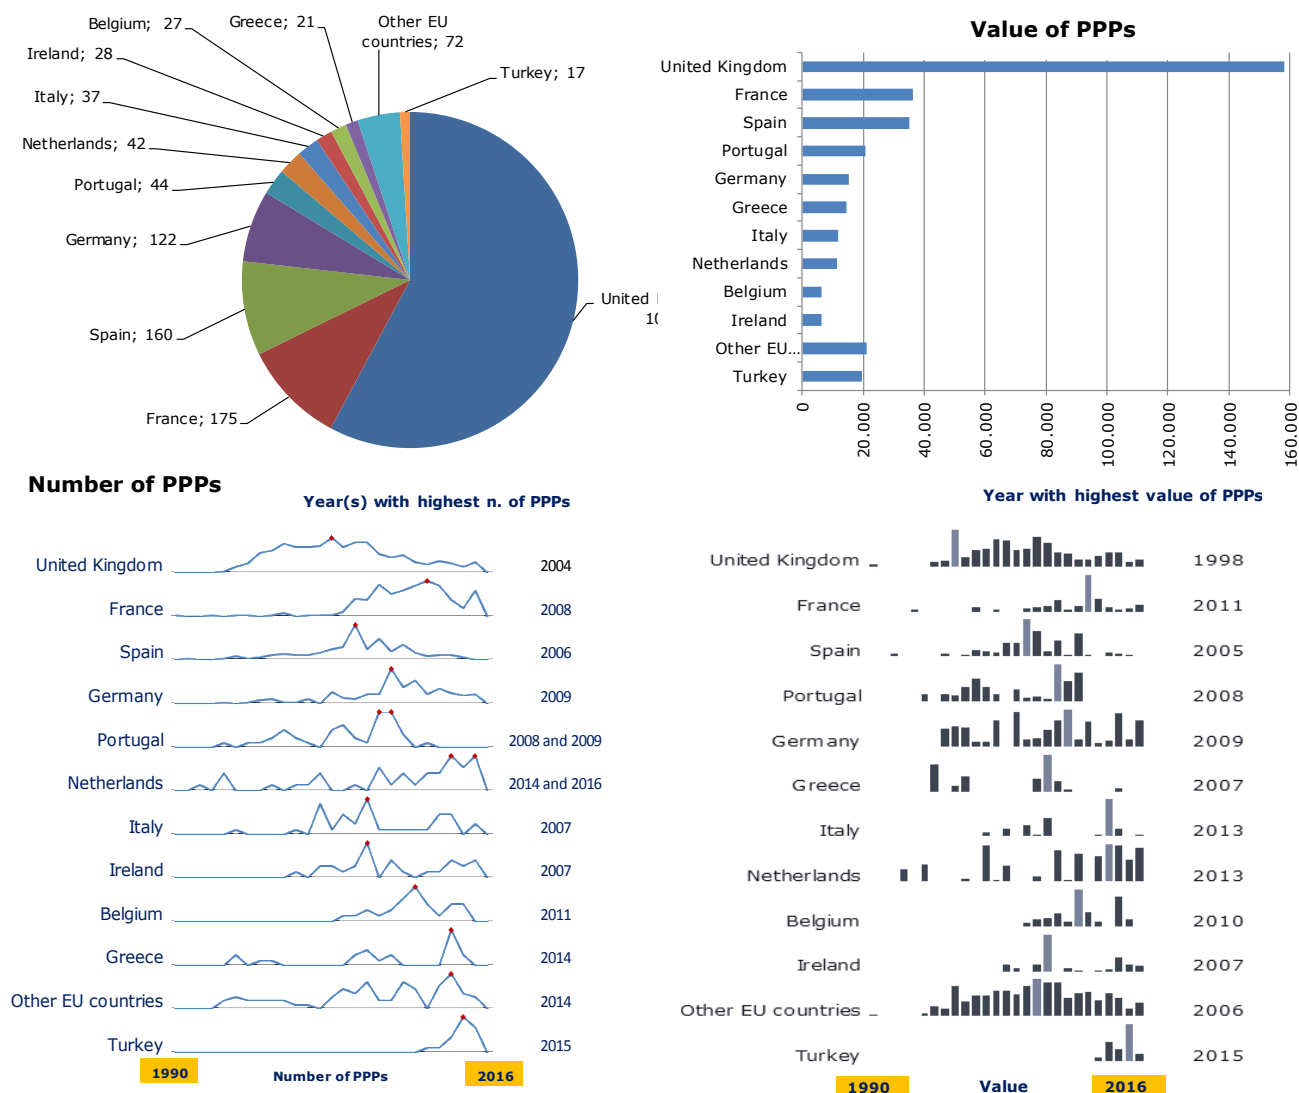 Belgium; 27
Greece; 21
Other EU
countries; 72
Ireland; 28
Turkey; 17
Italy; 37
Netherlands; 42
Portugal; 44
Germany; 122
United
Spain; 160
France; 175
Number of PPPs
Value of PPPs
United Kingdom
France
Spain
Portugal
Germany
Greece
Italy
Netherlands
Belgium
Ireland
Other EU...
Turkey
0
20.000
40.000
60.000
80.000
100.000
120.000
140.000
160.000
Year(s) with highest n. of PPPs
United Kingdom 2004
France 2008
Spain 2006
Germany 2009
Portugal 2008 and 2009
Netherlands 2014 and 2016
Italy 2007
Ireland 2007
Belgium 2011
Greece 2014
Other EU countries 2014
Turkey 2015
1990 Number of PPPs 2016
Year with highest value of PPPs
United Kingdom 1998
France 2011
Spain 2005
Portugal 2008
Germany 2009
Greece 2007
Italy 2013
Netherlands 2013
Belgium 2010
Ireland 2007
Other EU countries 2006
Turkey 2015
1990 Value 2016